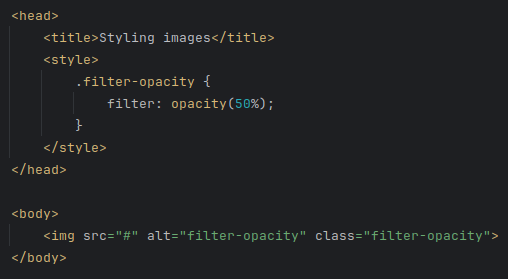 <head>
    <title>Styling images</title>
    <style>
        .filter-opacity {
            filter: opacity(50%);
        }
    </style>
</head>

<body>
    <img src="#" alt="filter-opacity" class="filter-opacity">
</body>